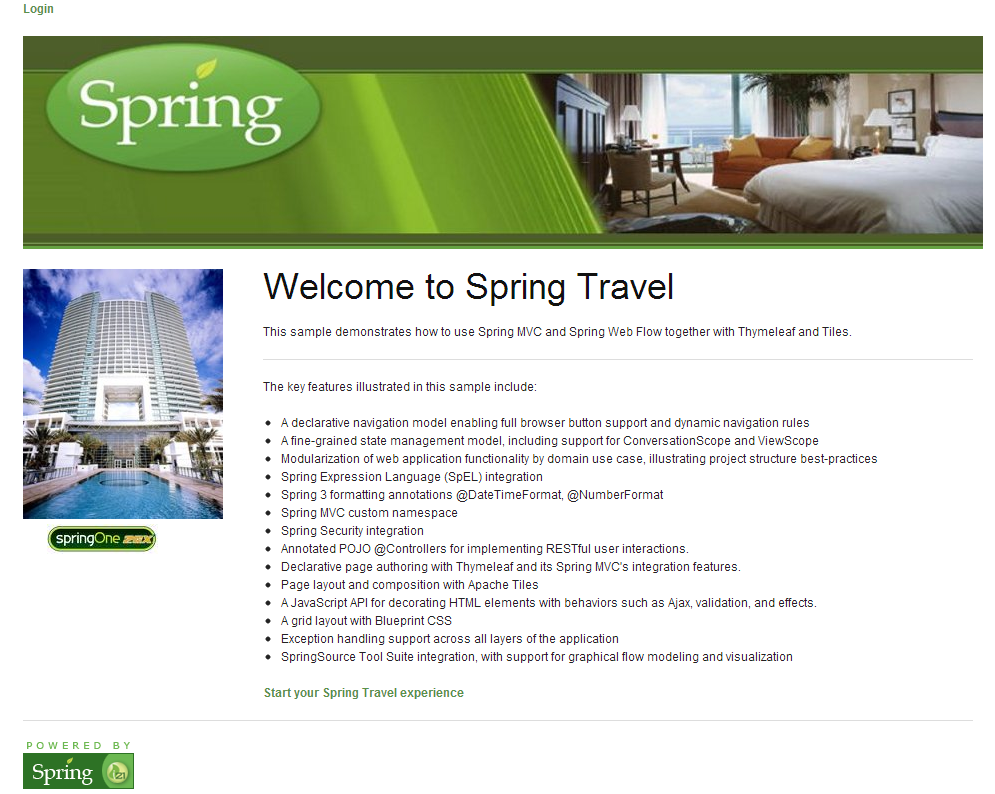 Login
Spring
Welcome to Spring Travel
This sample demonstrates how to use Spring MVC and Spring Web Flow together with Thymeleaf and Tiles.
The key features illustrated in this sample include:
A declarative navigation model enabling full browser button support and dynamic navigation rules
A fine-grained state management model, including support for ConversationScope and ViewScope
Modularization of web application functionality by domain use case, illustrating project structure best-practices
Spring Expression Language (SpEL) integration
Spring 3 formatting annotations @DateTimeFormat, @NumberFormat
Spring MVC custom namespace
Spring Security integration
Annotated POJO @Controllers for implementing RESTful user interactions.
Declarative page authoring with Thymeleaf and its Spring MVC's integration features.
Page layout and composition with Apache Tiles
A JavaScript API for decorating HTML elements with behaviors such as Ajax, validation, and effects.
A grid layout with Blueprint CSS
Exception handling support across all layers of the application
SpringSource Tool Suite integration, with support for graphical flow modeling and visualization
Start your Spring Travel experience
springOne 2GX
POWERED BY
Spring